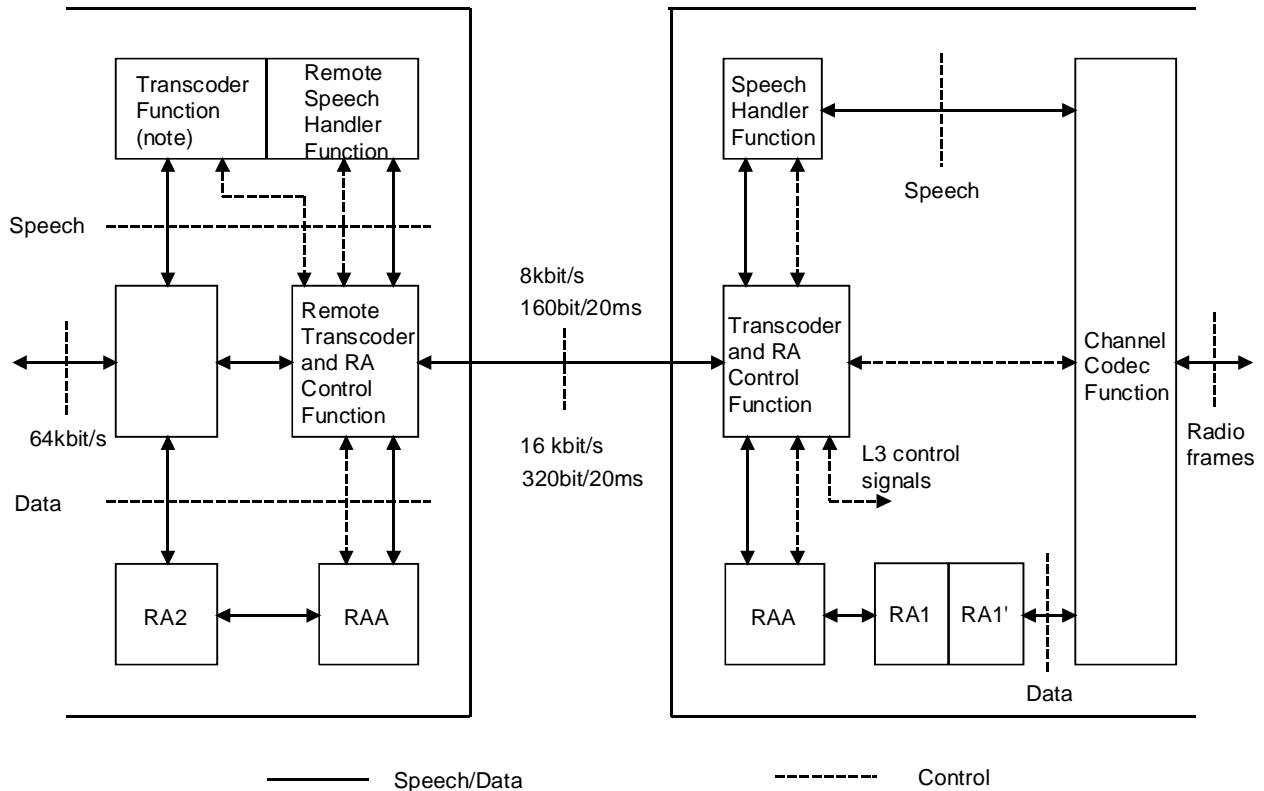 Transcoder
Function
(note)
Remote
Speech
Handler
Function
Speech
Remote
Transcoder
and RA
Control
Function
64kbit/s
Data
RA2
RAA
8kbit/s
160bit/20ms
16 kbit/s
320bit/20ms
Speech
Handler
Function
Speech
Transcoder
and RA
Control
Function
L3 control
signals
RAA
RA1
RA1'
Data
Channel
Codec
Function
Radio
frames
Speech/Data
Control